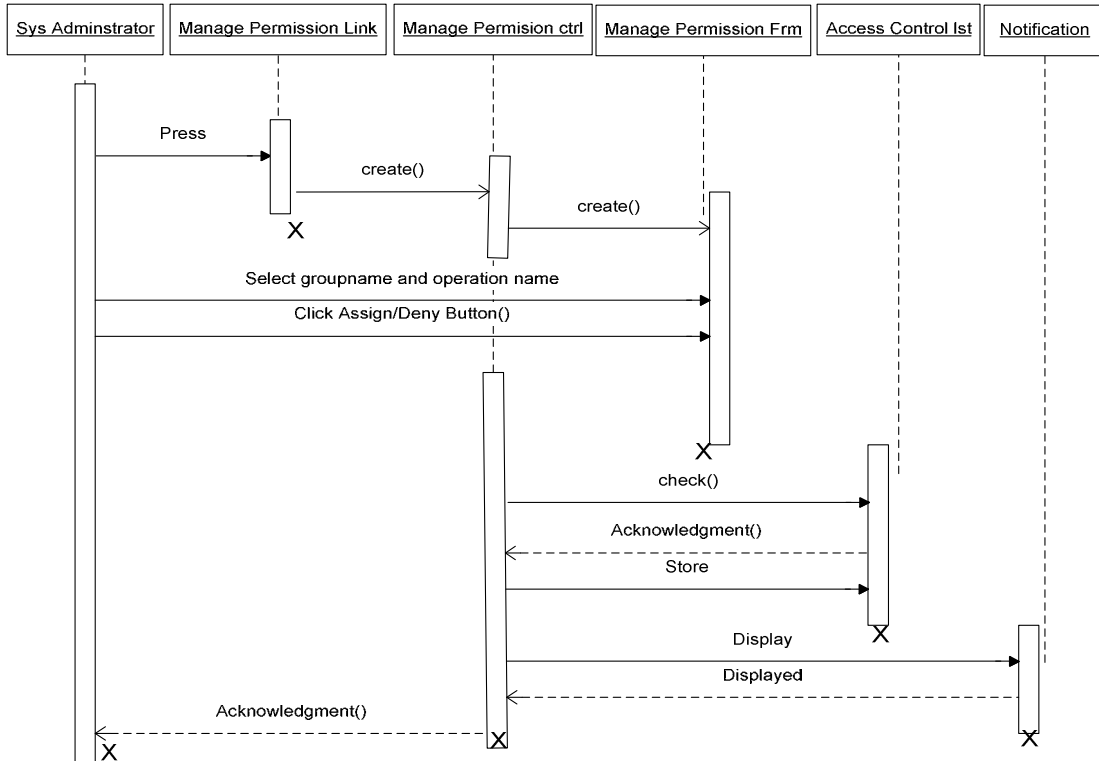 Sys Adminstrator
Manage Permission Link
Manage Permision ctrl
Manage Permission Frm
Access Control lst
Notification
Press
create()
create()
X
Select groupname and operation name
Click Assign/Deny Button()
X
check()
Acknowledgment()
Store
X
Display
Displayed
Acknowledgment()
X
X
X